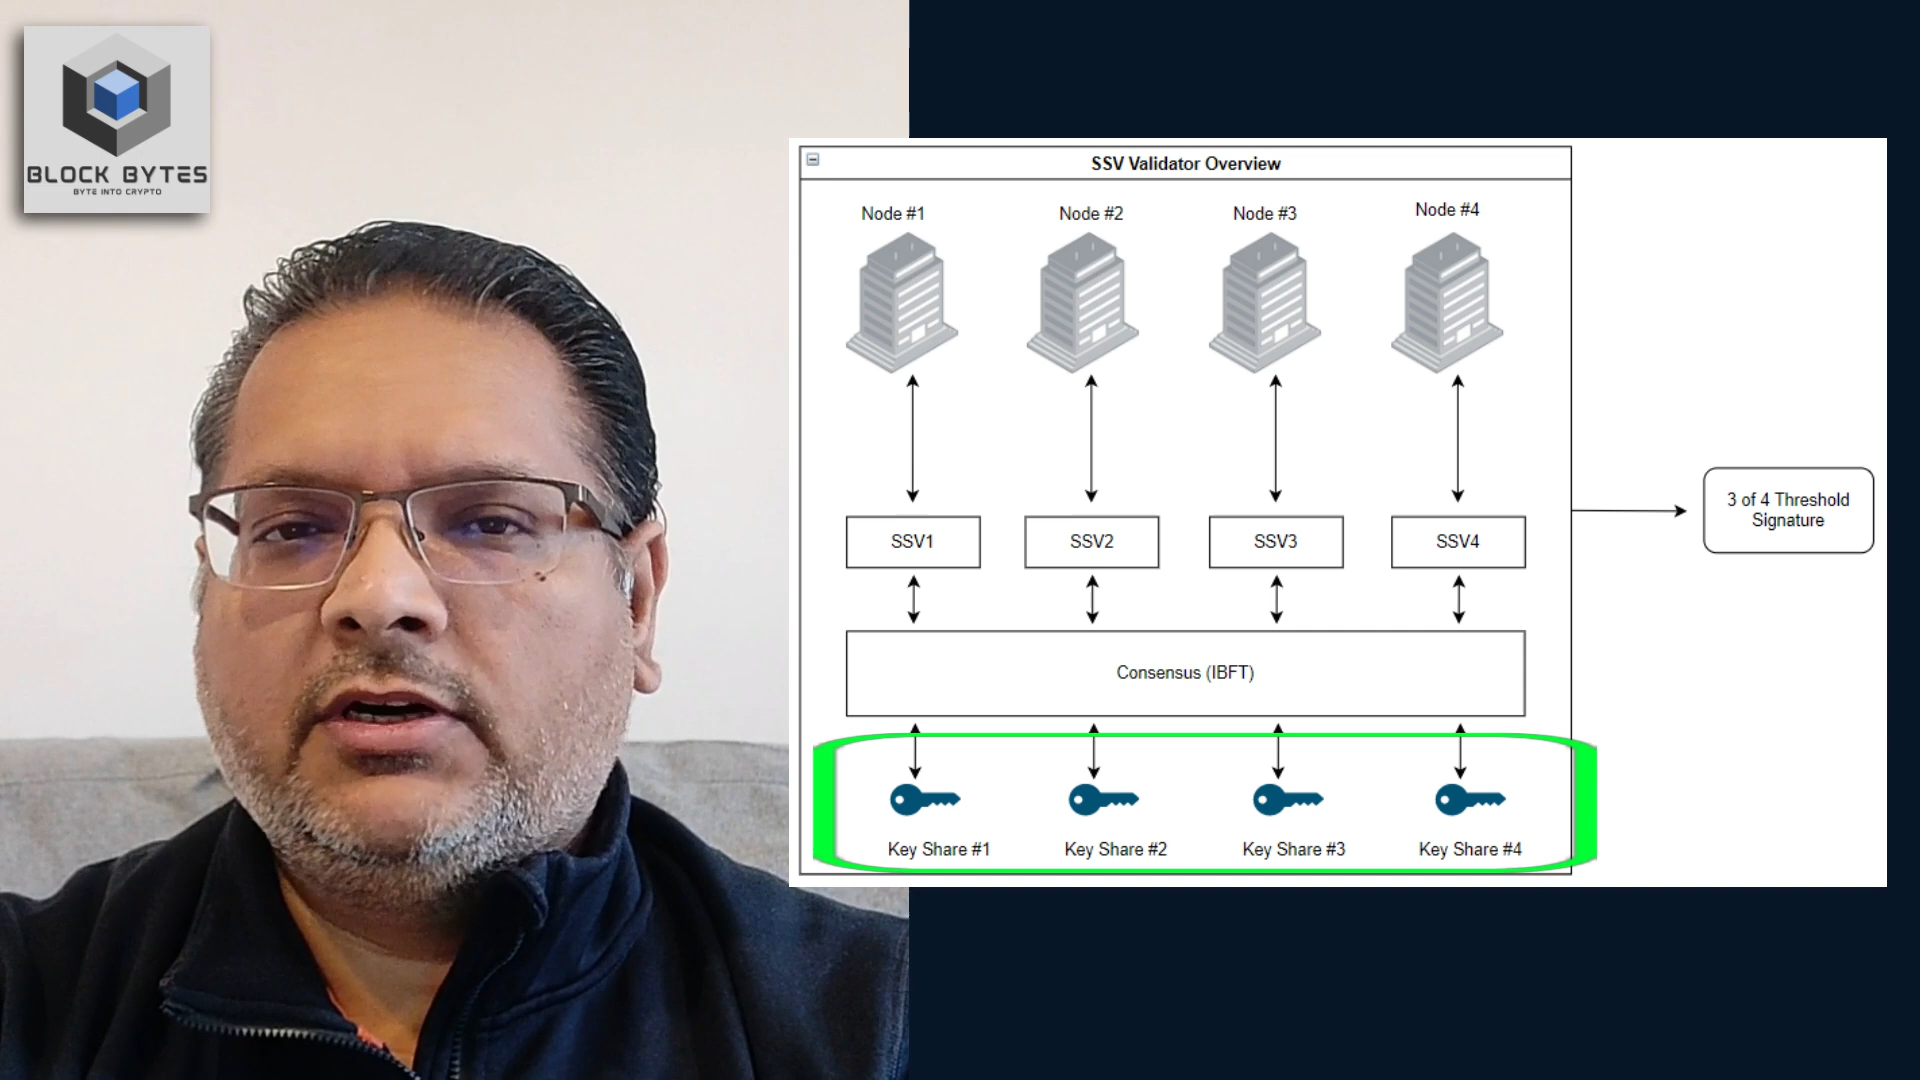 BLOCK BYTES
BYTE INTO CRYPTO
SSV Validator Overview
Node #1
Node #2
Node #3
Node #4
SSV1
SSV2
SSV3
SSV4
3 of 4 Threshold
Signature
Consensus (IBFT)
Key Share #1
Key Share #2
Key Share #3
Key Share #4